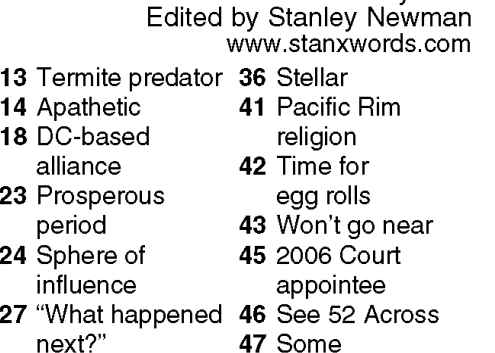 Edited by Stanley Newman
www.stanxwords.com
13 Termite predator
14 Apathetic
18 DC-based
alliance
23 Prosperous
period
24 Sphere of
influence
27 “What happened
next?”
36 Stellar
41 Pacific Rim
religion
42 Time for
egg rolls
43 Won’t go near
45 2006 Court
appointee
46 See 52 Across
47 Some